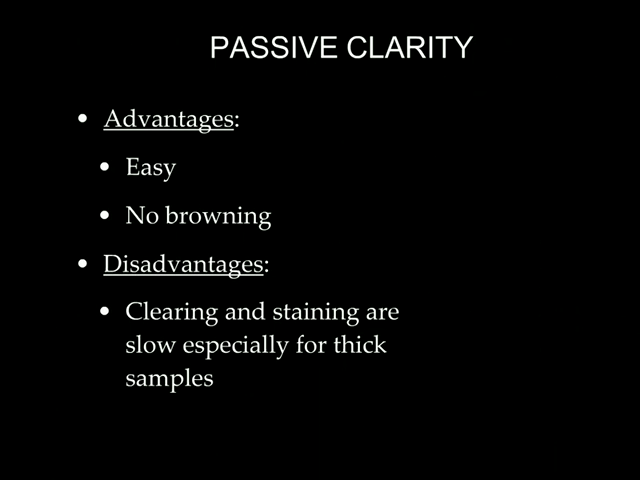 PASSIVE CLARITY
• Advantages:
• Easy
• No browning
• Disadvantages:
• Clearing and staining are
slow especially for thick
samples